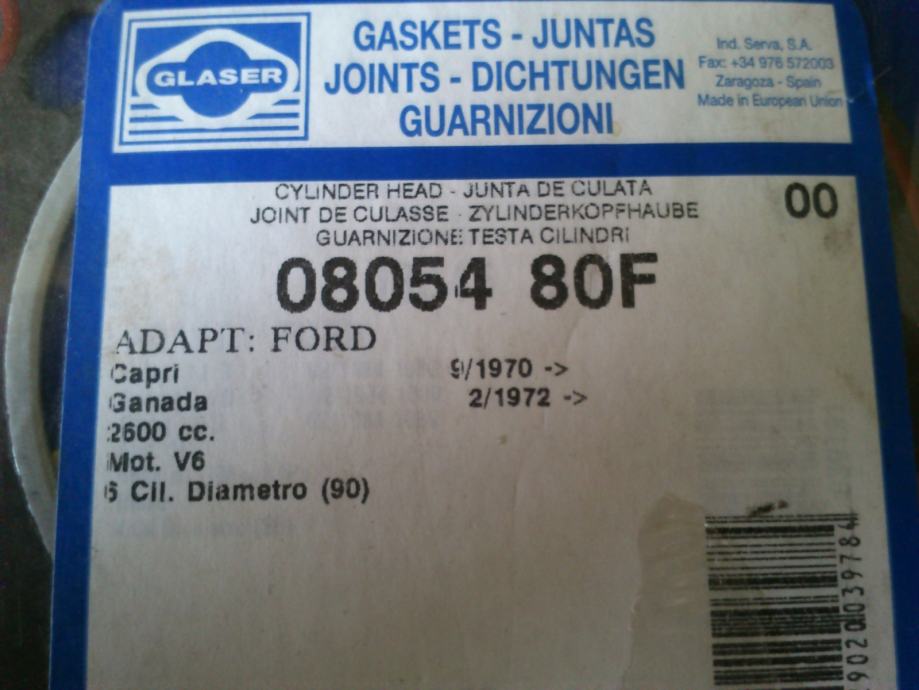 GLASER
GASKETS - JUNTAS
JOINTS - DICHTUNGEN
GUARNIZIONI
Ind. Serva, S.A.
Fax: +34 976 572003
Zaragoza - Spain
Made in European Union
CYLINDER HEAD - JUNTA DE CULATA
JOINT DE CULASSE - ZYLINDERKOPFHAUBE
GUARNIZIONE TESTA CILINDRI
00
08054 80F
ADAPT: FORD
Capri 9/1970 ->
Ganada 2/1972 ->
2600 cc.
Mot. V6
6 Cil. Diametro (90)
9020039784